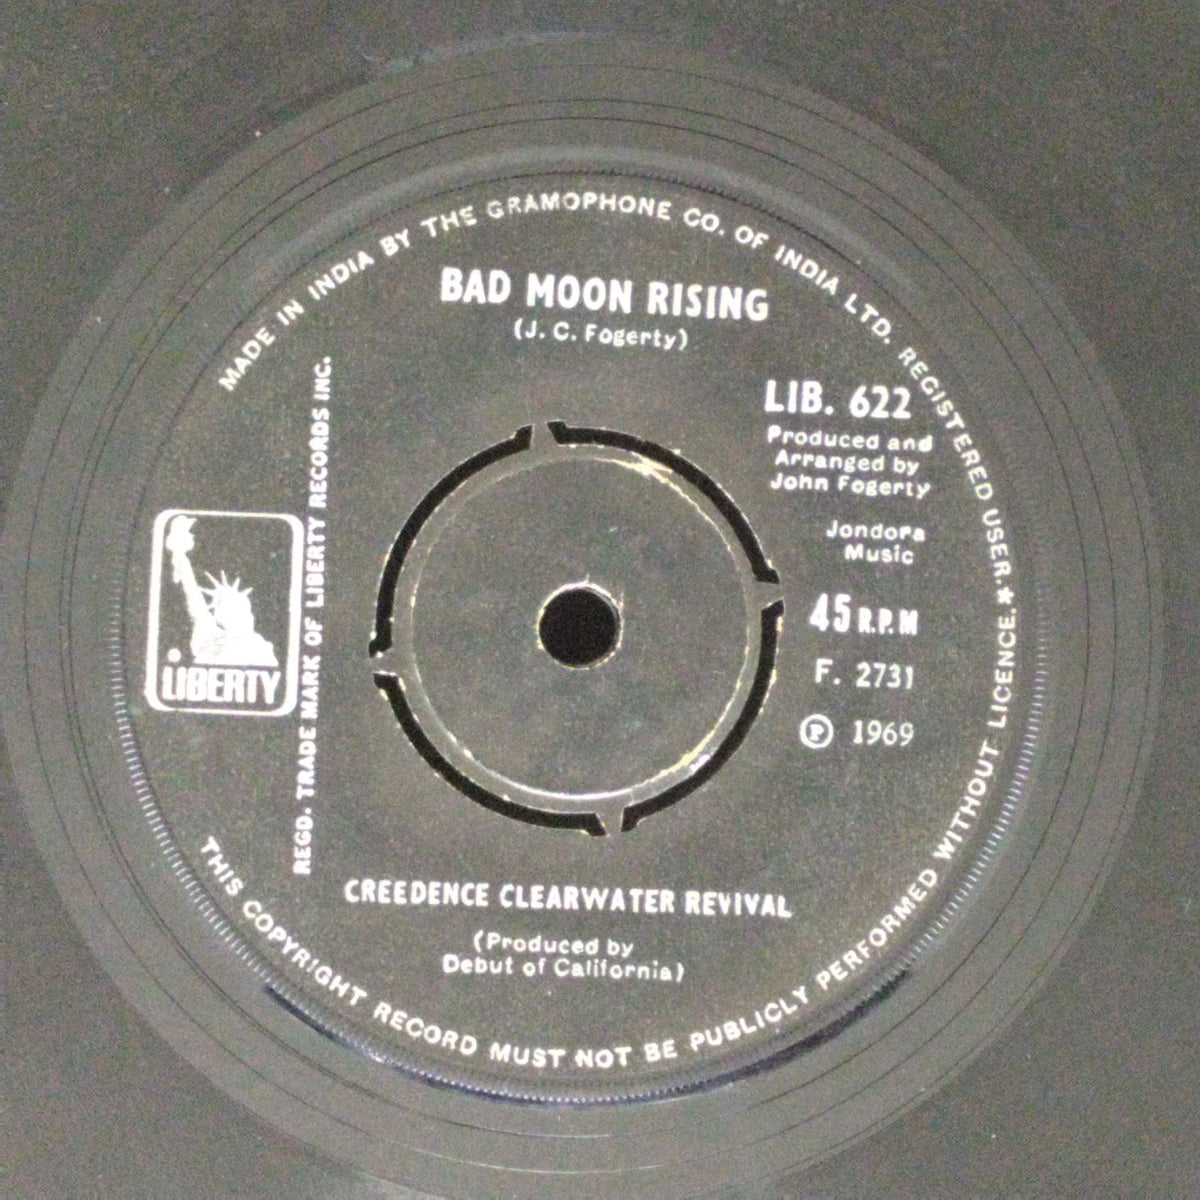 MADE IN INDIA BY THE GRAMOPHONE CO. OF INDIA LTD. REGISTERED USER.*
BAD MOON RISING
(J. C. Fogerty)
LIB. 622
Produced and
Arranged by
John Fogerty
Jondora
Music
45 R.P.M
F. 2731
Ⓟ 1969
LIBERTY
REGD. TRADE MARK OF LIBERTY RECORDS INC.
CREEDENCE CLEARWATER REVIVAL
(Produced by
Debut of California)
THIS COPYRIGHT RECORD MUST NOT BE PUBLICLY PERFORMED WITHOUT LICENCE.